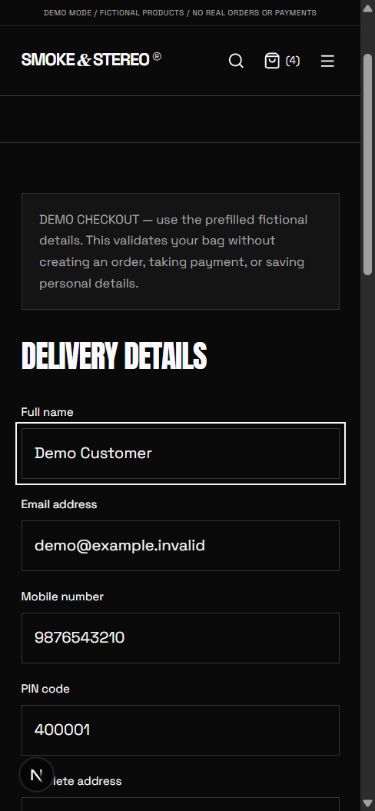 DEMO MODE / FICTIONAL PRODUCTS / NO REAL ORDERS OR PAYMENTS
SMOKE & STEREO ®
(4)
DEMO CHECKOUT — use the prefilled fictional
details. This validates your bag without
creating an order, taking payment, or saving
personal details.
DELIVERY DETAILS
Full name
Demo Customer
Email address
demo@example.invalid
Mobile number
9876543210
PIN code
400001
N
lete address